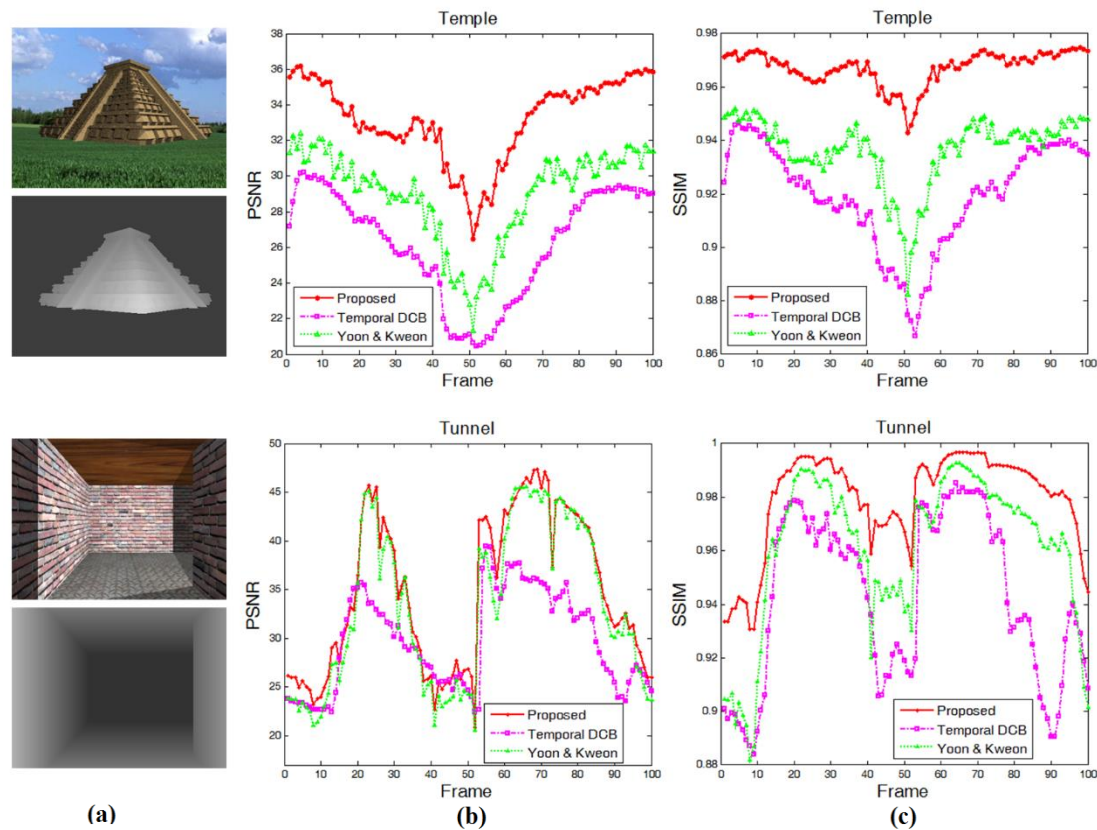 Temple
PSNR
38
36
34
32
30
28
26
24
22
20
0 10 20 30 40 50 60 70 80 90 100
Frame
Proposed
Temporal DCB
Yoon & Kweon
Temple
SSIM
0.98
0.96
0.94
0.92
0.9
0.88
0.86
0 10 20 30 40 50 60 70 80 90 100
Frame
Proposed
Temporal DCB
Yoon & Kweon
Tunnel
PSNR
50
45
40
35
30
25
20
0 10 20 30 40 50 60 70 80 90 100
Frame
Proposed
Temporal DCB
Yoon & Kweon
Tunnel
SSIM
1
0.98
0.96
0.94
0.92
0.9
0.88
0 10 20 30 40 50 60 70 80 90 100
Frame
Proposed
Temporal DCB
Yoon & Kweon
(a)
(b)
(c)